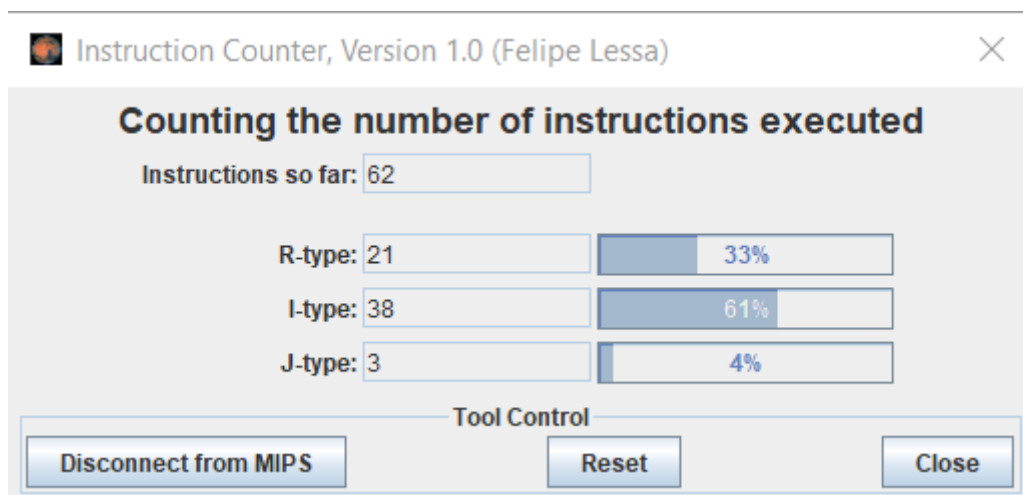 Instruction Counter, Version 1.0 (Felipe Lessa)
Counting the number of instructions executed
Instructions so far: 62
R-type: 21 33%
I-type: 38 61%
J-type: 3 4%
Tool Control
Disconnect from MIPS Reset Close